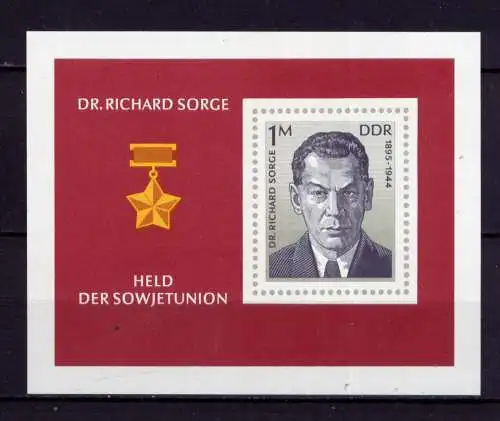 DR. RICHARD SORGE
HELD
DER SOWJETUNION
1M DDR
DR. RICHARD SORGE
1895-1944